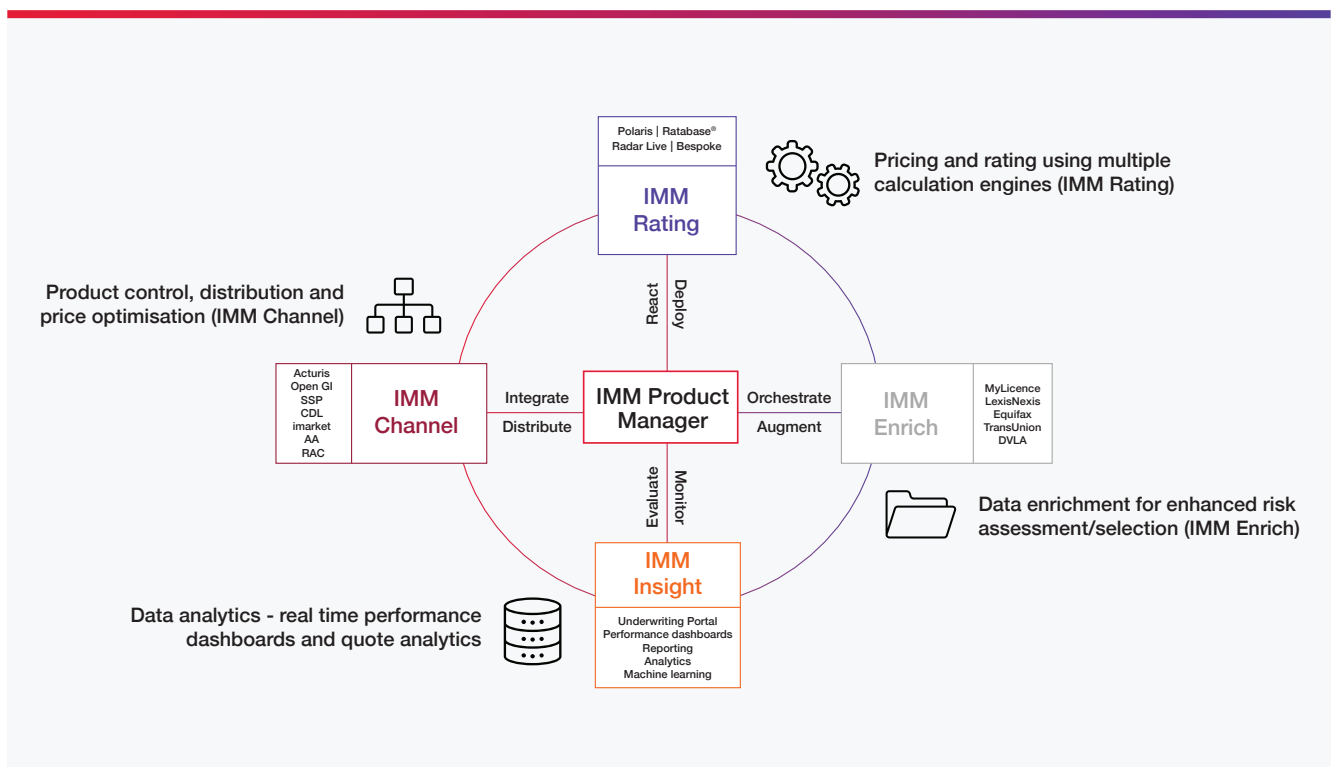 Polaris | Ratabase®
Radar Live | Bespoke
IMM
Rating
Pricing and rating using multiple
calculation engines (IMM Rating)
Product control, distribution and
price optimisation (IMM Channel)
React
Deploy
Acturis
Open GI
SSP
CDL
imarket
AA
RAC
IMM
Channel
Integrate
Distribute
IMM Product
Manager
Orchestrate
Augment
IMM
Enrich
MyLicence
LexisNexis
Equifax
TransUnion
DVLA
Evaluate
Monitor
Data enrichment for enhanced risk
assessment/selection (IMM Enrich)
IMM
Insight
Underwriting Portal
Performance dashboards
Reporting
Analytics
Machine learning
Data analytics - real time performance
dashboards and quote analytics